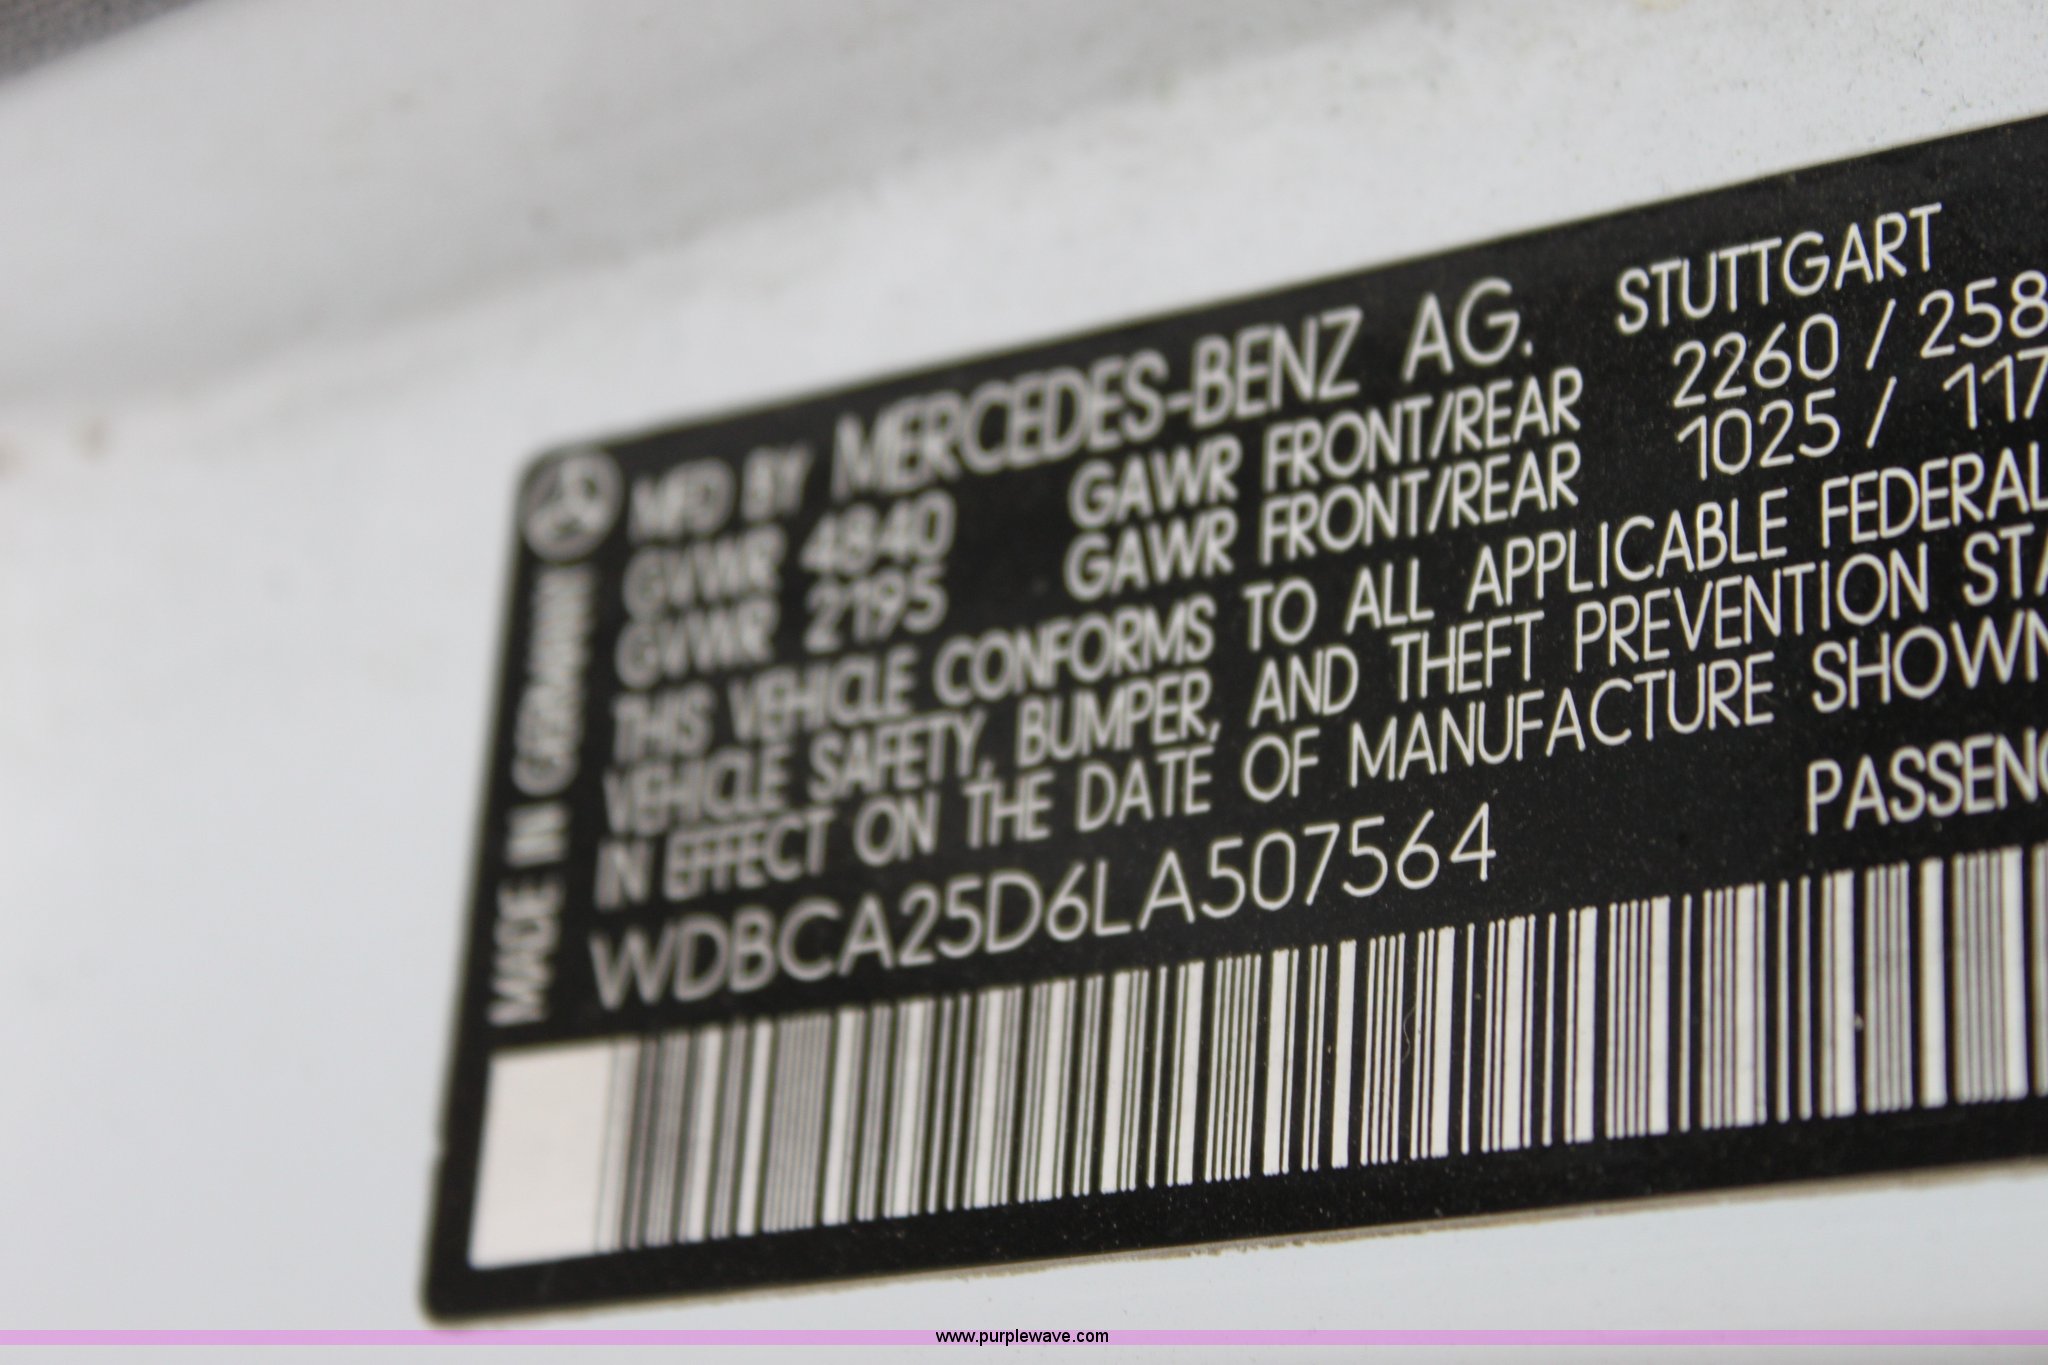 MADE IN GERMANY
MFD BY MERCEDES-BENZ AG. STUTTGART
GVWR 4840 GAWR FRONT/REAR 2260 / 258
GVWR 2195 GAWR FRONT/REAR 1025 / 117
THIS VEHICLE CONFORMS TO ALL APPLICABLE FEDERAL
VEHICLE SAFETY, BUMPER, AND THEFT PREVENTION STA
IN EFFECT ON THE DATE OF MANUFACTURE SHOWN
WDBCA25D6LA507564 PASSENG
www.purplewave.com